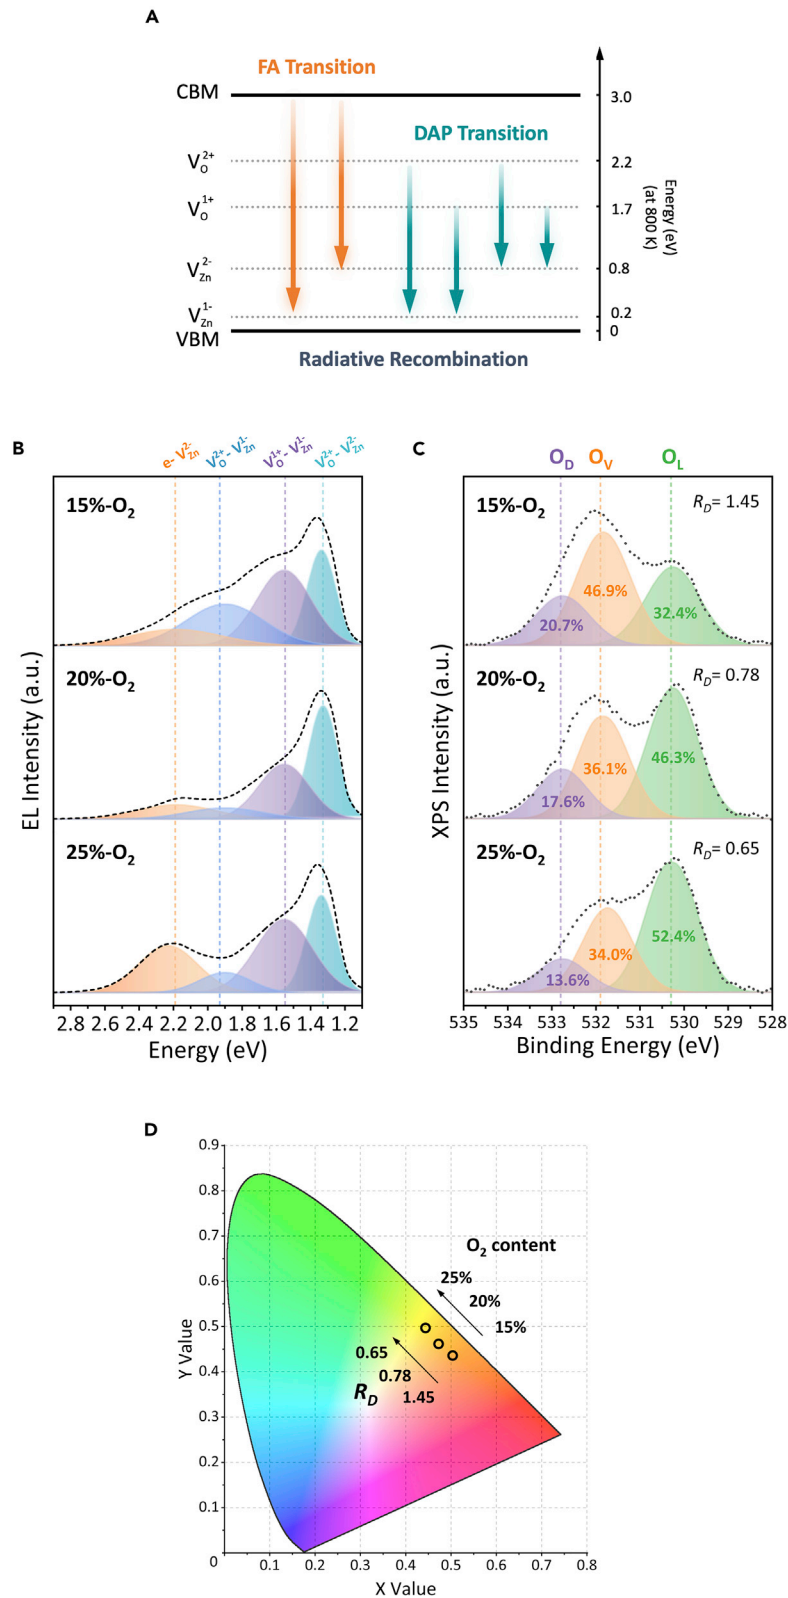 A
FA Transition
CBM
3.0
DAP Transition
V_O^2+
2.2
V_O^1+
1.7
V_Zn^2-
0.8
V_Zn^1-
0.2
VBM
0
Energy (eV)
(at 800 K)
Radiative Recombination
B
e- V_Zn^2-
V_O^2+ - V_Zn^1-
V_O^1+ - V_Zn^1-
V_O^2+ - V_Zn^2-
15%-O₂
20%-O₂
25%-O₂
EL Intensity (a.u.)
2.8 2.6 2.4 2.2 2.0 1.8 1.6 1.4 1.2
Energy (eV)
C
O_D O_V O_L
15%-O₂
R_D= 1.45
46.9%
20.7%
32.4%
20%-O₂
R_D= 0.78
36.1%
46.3%
17.6%
25%-O₂
R_D= 0.65
52.4%
34.0%
13.6%
XPS Intensity (a.u.)
535 534 533 532 531 530 529 528
Binding Energy (eV)
D
0.9
0.8
0.7
0.6
0.5
0.4
0.3
0.2
0.1
0
Y Value
O₂ content
25%
20%
15%
0.65
0.78
R_D
1.45
0.1 0.2 0.3 0.4 0.5 0.6 0.7 0.8
X Value